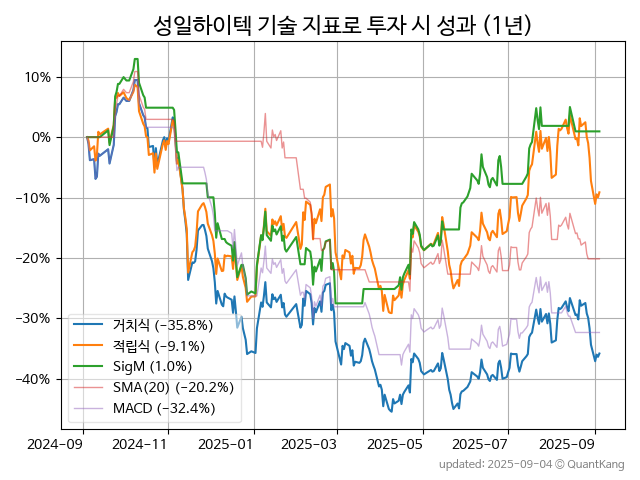 성일하이텍 기술 지표로 투자 시 성과 (1년)
10%
0%
−10%
−20%
−30%
−40%
거치식 (−35.8%)
적립식 (−9.1%)
SigM (1.0%)
SMA(20) (−20.2%)
MACD (−32.4%)
2024−09
2024−11
2025−01
2025−03
2025−05
2025−07
2025−09
updated: 2025−09−04 © QuantKang